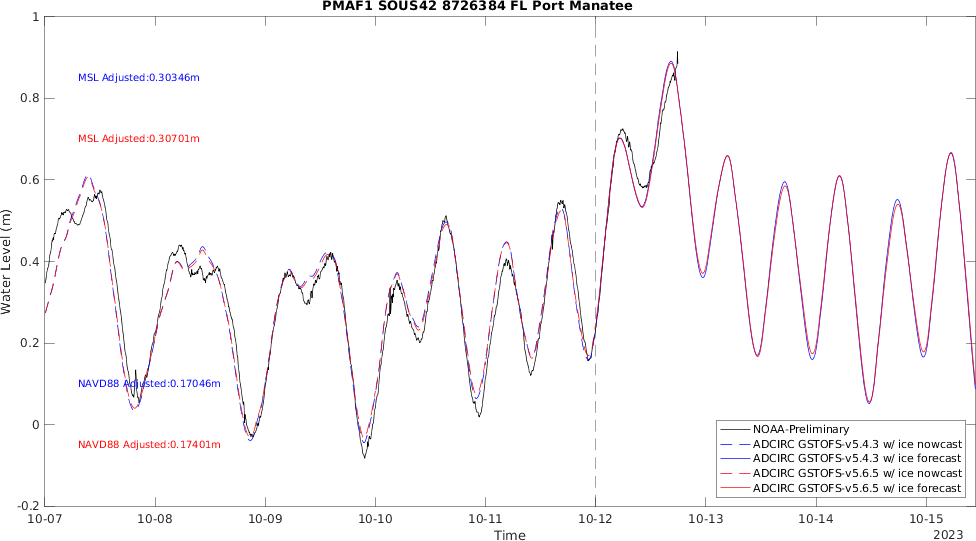 PMAF1 SOUS42 8726384 FL Port Manatee
1
0.8
0.6
0.4
0.2
0
-0.2
Water Level (m)
MSL Adjusted:0.30346m
MSL Adjusted:0.30701m
NAVD88 Adjusted:0.17046m
NAVD88 Adjusted:0.17401m
NOAA-Preliminary
ADCIRC GSTOFS-v5.4.3 w/ ice nowcast
ADCIRC GSTOFS-v5.4.3 w/ ice forecast
ADCIRC GSTOFS-v5.6.5 w/ ice nowcast
ADCIRC GSTOFS-v5.6.5 w/ ice forecast
10-07 10-08 10-09 10-10 10-11 10-12 10-13 10-14 10-15
Time
2023